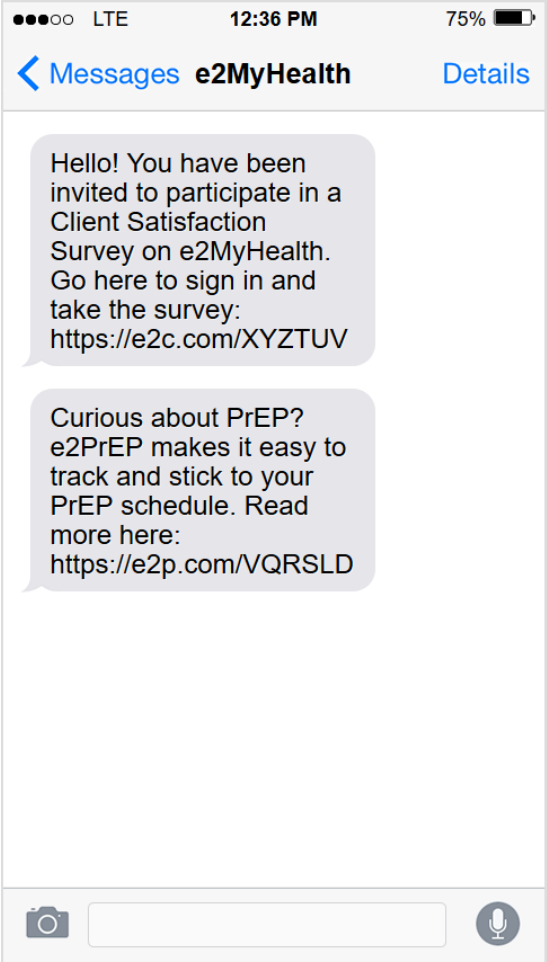 LTE 12:36 PM 75%
Messages e2MyHealth Details
Hello! You have been
invited to participate in a
Client Satisfaction
Survey on e2MyHealth.
Go here to sign in and
take the survey:
https://e2c.com/XYZTUV
Curious about PrEP?
e2PrEP makes it easy to
track and stick to your
PrEP schedule. Read
more here:
https://e2p.com/VQRSLD